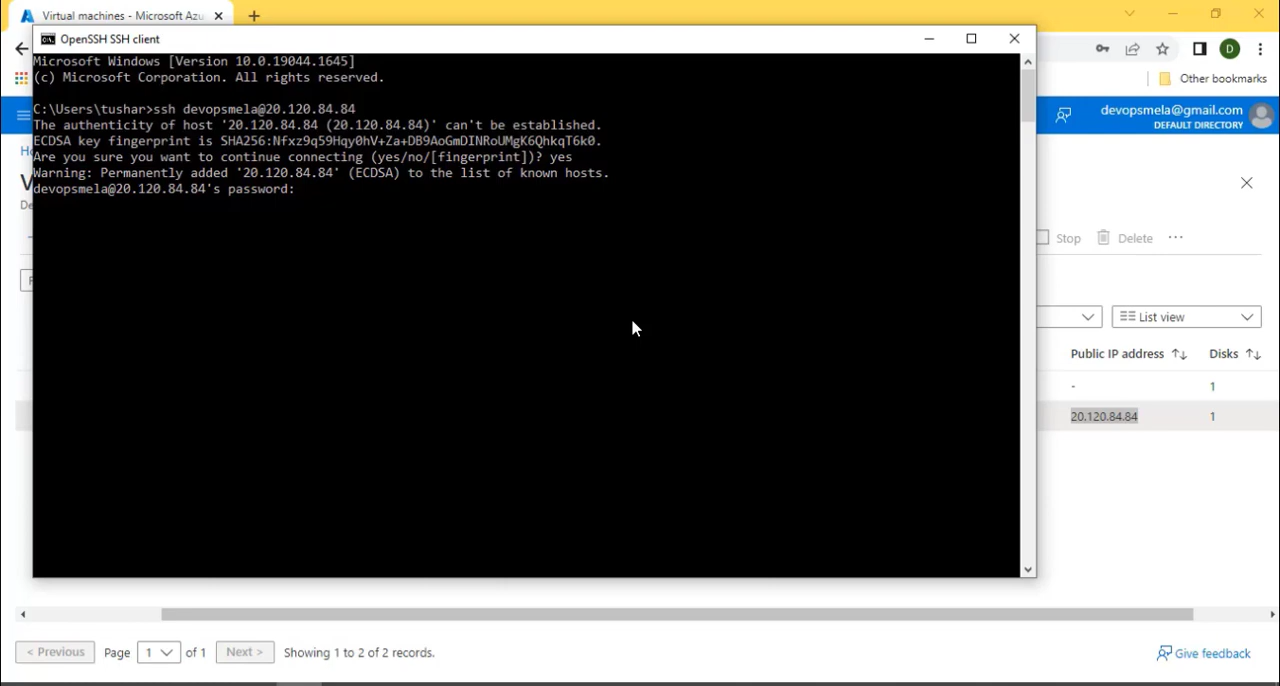 Virtual machines - Microsoft Azu
OpenSSH SSH client
Microsoft Windows [Version 10.0.19044.1645]
(c) Microsoft Corporation. All rights reserved.
C:\Users\tushar>ssh devopsmela@20.120.84.84
The authenticity of host '20.120.84.84 (20.120.84.84)' can't be established.
ECDSA key fingerprint is SHA256:Nfxz9q59Hqy0hV+Za+DB9AoGmDINRoUMgK6QhkqT6k0.
Are you sure you want to continue connecting (yes/no/[fingerprint])? yes
Warning: Permanently added '20.120.84.84' (ECDSA) to the list of known hosts.
devopsmela@20.120.84.84's password:
D
Other bookmarks
devopsmela@gmail.com
DEFAULT DIRECTORY
Stop Delete ...
List view
Public IP address Disks
- 1
20.120.84.84 1
< Previous Page 1 of 1 Next > Showing 1 to 2 of 2 records.
Give feedback